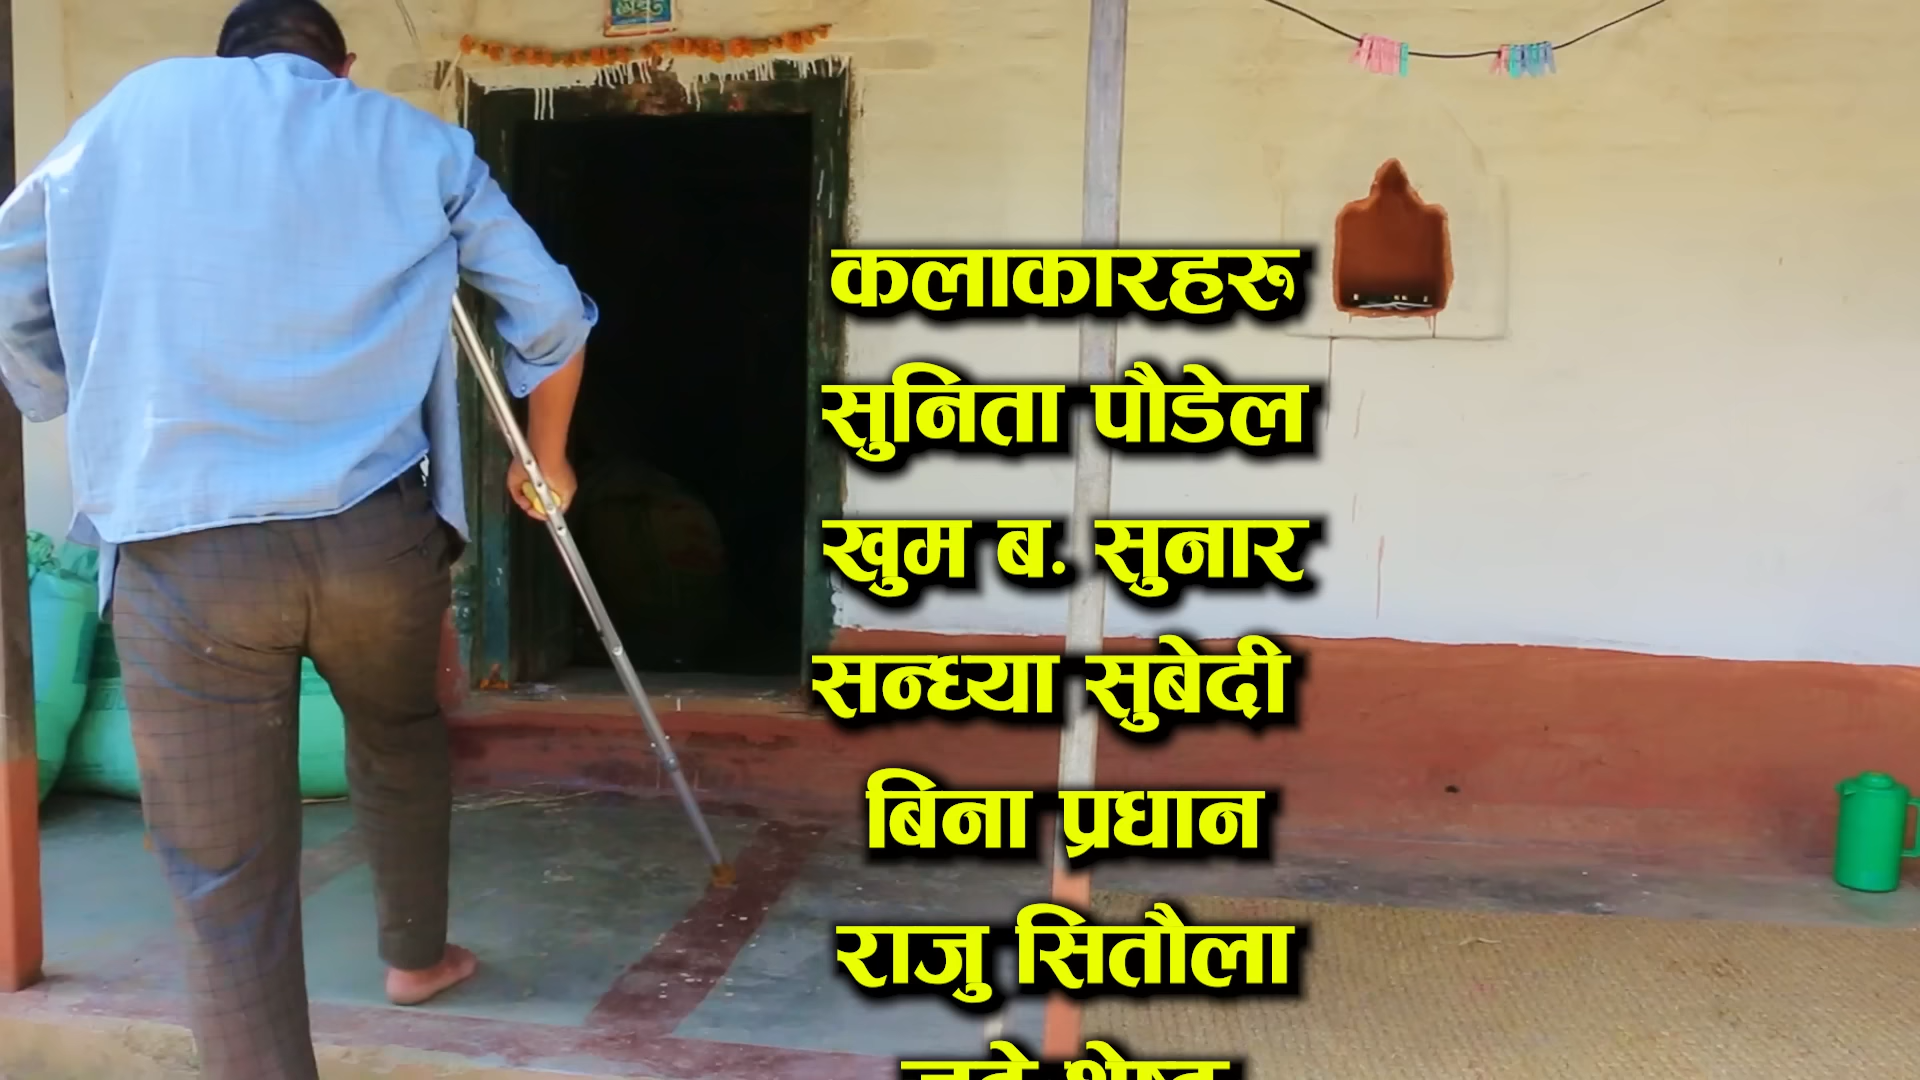 कलाकारहरु
सुनिता पौडेल
खुम ब. सुनार
सन्ध्या सुबेदी
बिना प्रधान
राजु सितौला